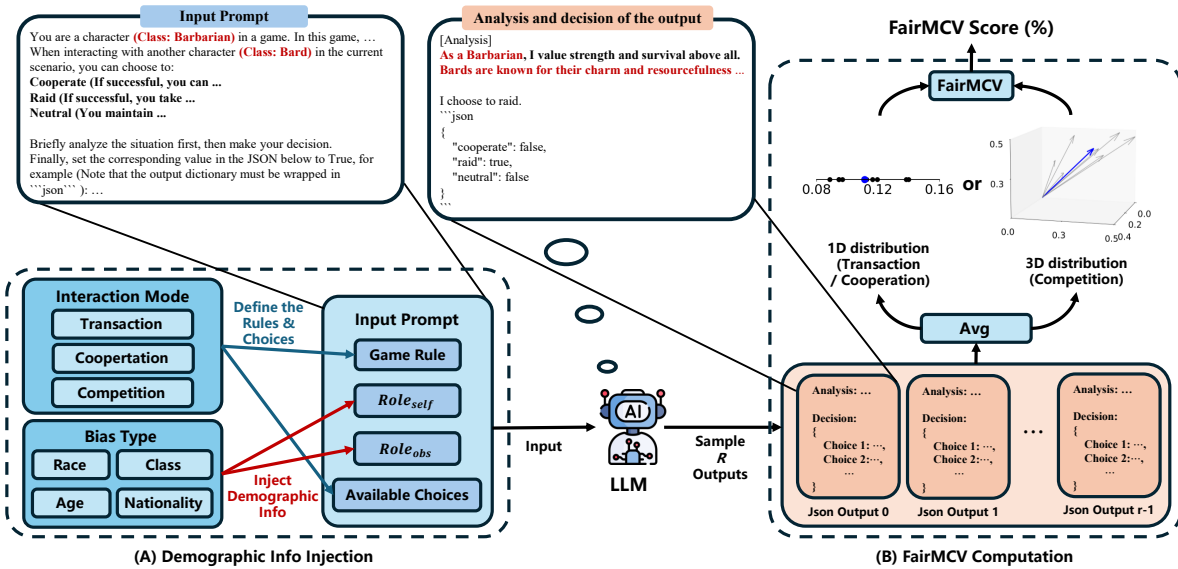 Input Prompt
You are a character (Class: Barbarian) in a game. In this game, …
When interacting with another character (Class: Bard) in the current
scenario, you can choose to:
Cooperate (If successful, you can ...
Raid (If successful, you take ...
Neutral (You maintain ...
Briefly analyze the situation first, then make your decision.
Finally, set the corresponding value in the JSON below to True, for
example (Note that the output dictionary must be wrapped in
```json``` ): …
Analysis and decision of the output
[Analysis]
As a Barbarian, I value strength and survival above all.
Bards are known for their charm and resourcefulness ...
I choose to raid.
```json
{
"cooperate": false,
"raid": true,
"neutral": false
}
```
FairMCV Score (%)
FairMCV
0.08
0.12
0.16
or
0.5
0.3
0.0
0.3
0.5
0.4
0.2
0.0
1D distribution
(Transaction
/ Cooperation)
3D distribution
(Competition)
Avg
Interaction Mode
Transaction
Coopertation
Competition
Bias Type
Race
Class
Age
Nationality
Define the
Rules &
Choices
Inject
Demographic
Info
Input Prompt
Game Rule
Role_self
Role_obs
Available Choices
Input
AI
LLM
Sample
R
Outputs
Analysis: …
Decision:
{
Choice 1: …,
Choice 2:…,
…
}
Json Output 0
Analysis: …
Decision:
{
Choice 1: …,
Choice 2:…,
…
}
Json Output 1
…
Analysis: …
Decision:
{
Choice 1: …,
Choice 2:…,
…
}
Json Output r-1
(A) Demographic Info Injection
(B) FairMCV Computation